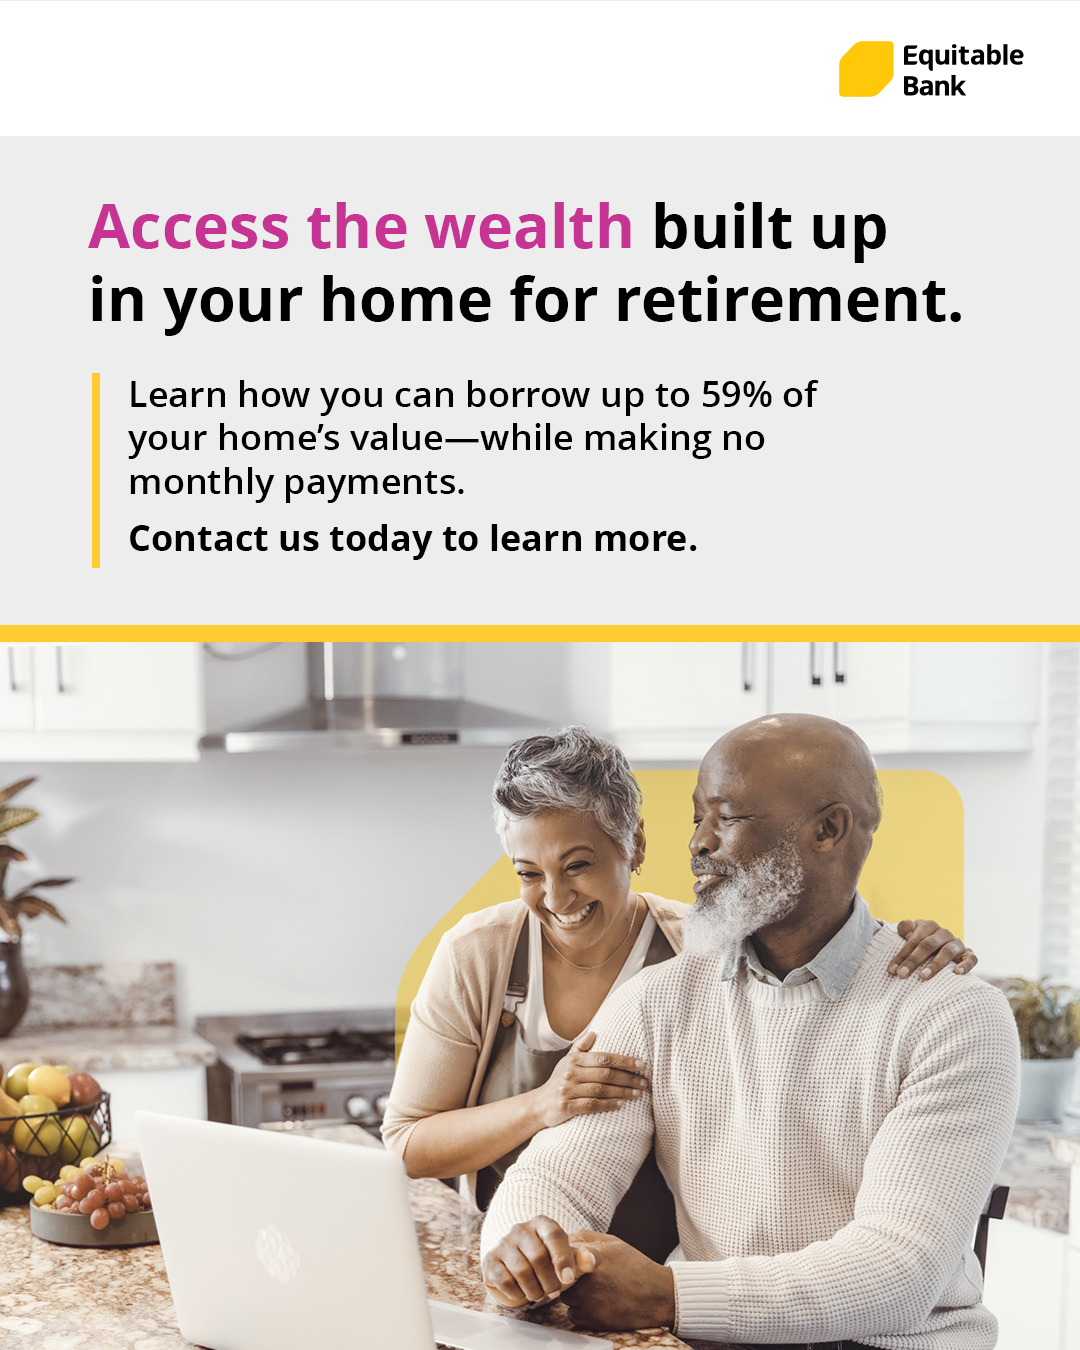 Equitable
Bank
Access the wealth built up
in your home for retirement.
Learn how you can borrow up to 59% of
your home’s value—while making no
monthly payments.
Contact us today to learn more.